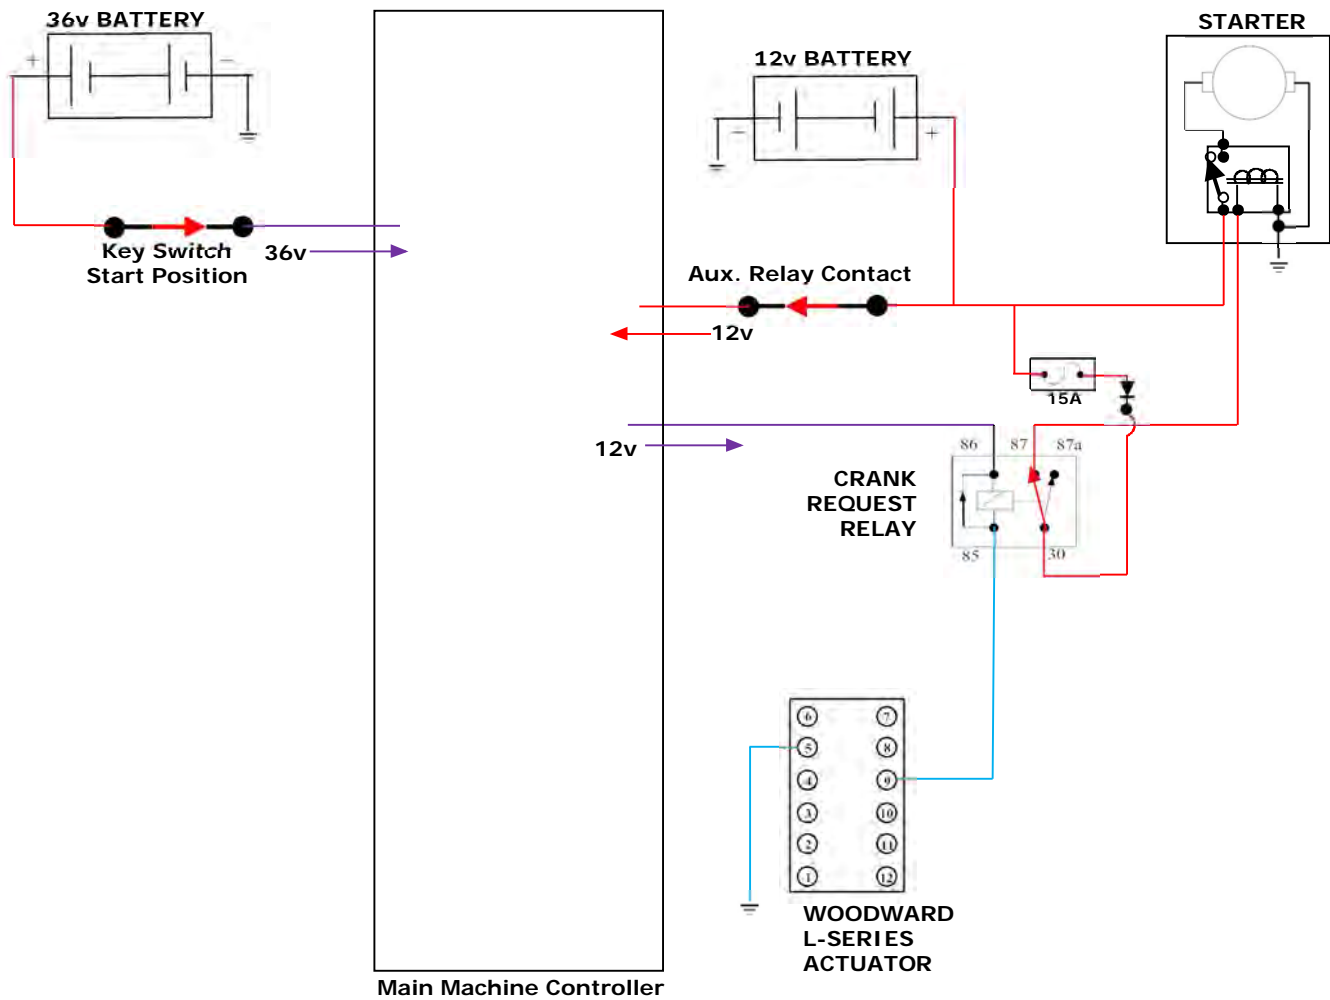 36v BATTERY
+ −
Key Switch
Start Position
36v
12v BATTERY
− +
STARTER
Aux. Relay Contact
12v
15A
12v
86 87 87a
CRANK
REQUEST
RELAY
85 30
6 7
5 8
4 9
3 10
2 11
1 12
WOODWARD
L-SERIES
ACTUATOR
Main Machine Controller